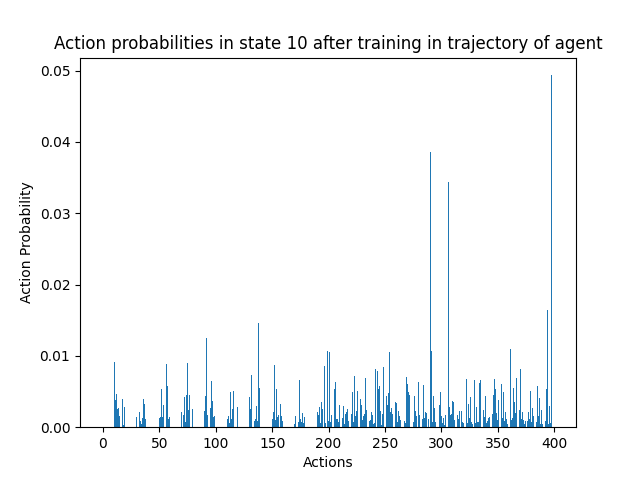 Action probabilities in state 10 after training in trajectory of agent
0.05
0.04
0.03
0.02
0.01
0.00
Action Probability
0 50 100 150 200 250 300 350 400
Actions